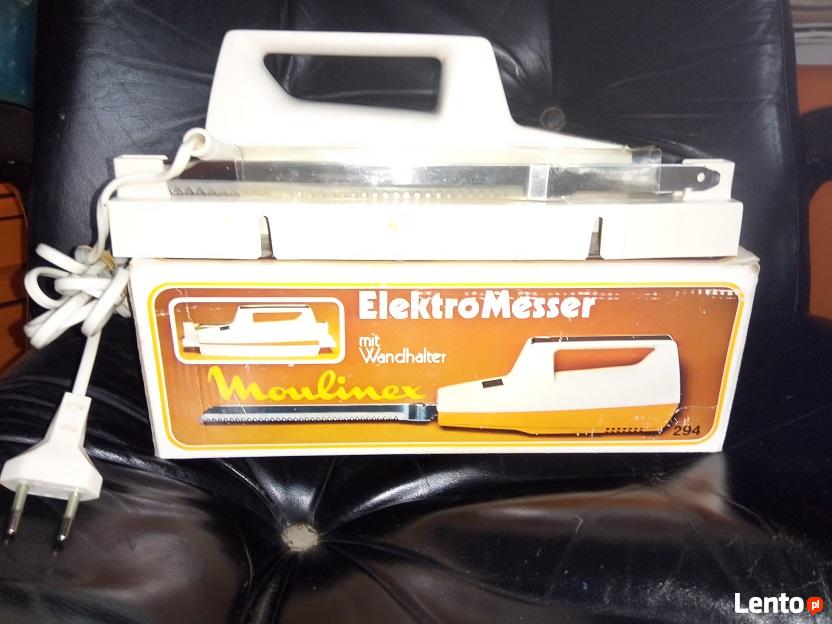 ElektroMesser
mit
Wandhalter
Moulinex
294
Lento pl